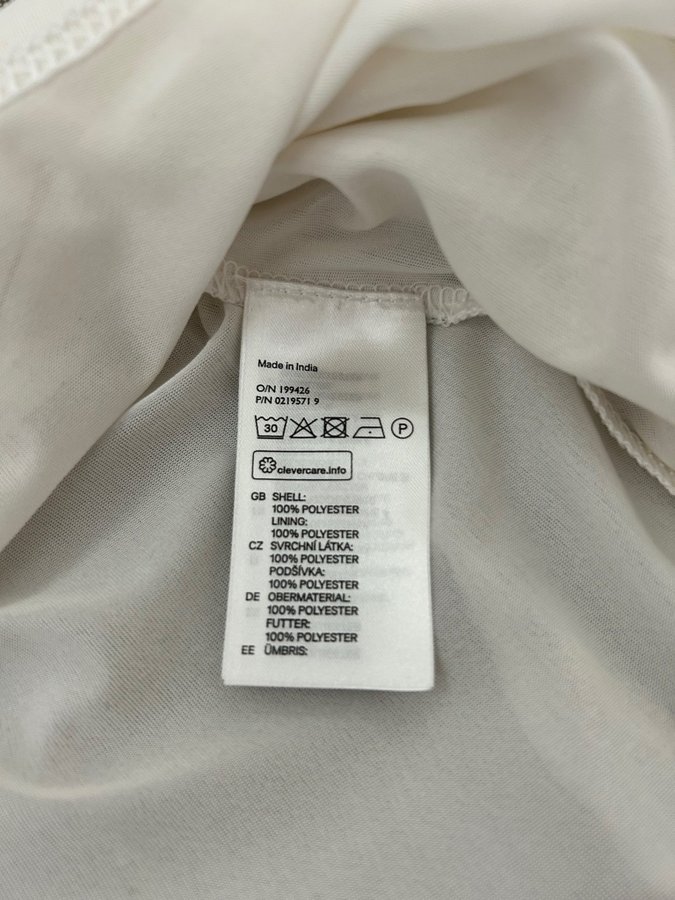 Made in India
O/N 199426
P/N 0219571 9
30 P
clevercare.info
GB SHELL:
100% POLYESTER
LINING:
100% POLYESTER
CZ SVRCHNÍ LÁTKA:
100% POLYESTER
PODŠÍVKA:
100% POLYESTER
DE OBERMATERIAL:
100% POLYESTER
FUTTER:
100% POLYESTER
EE ÜMBRIS: